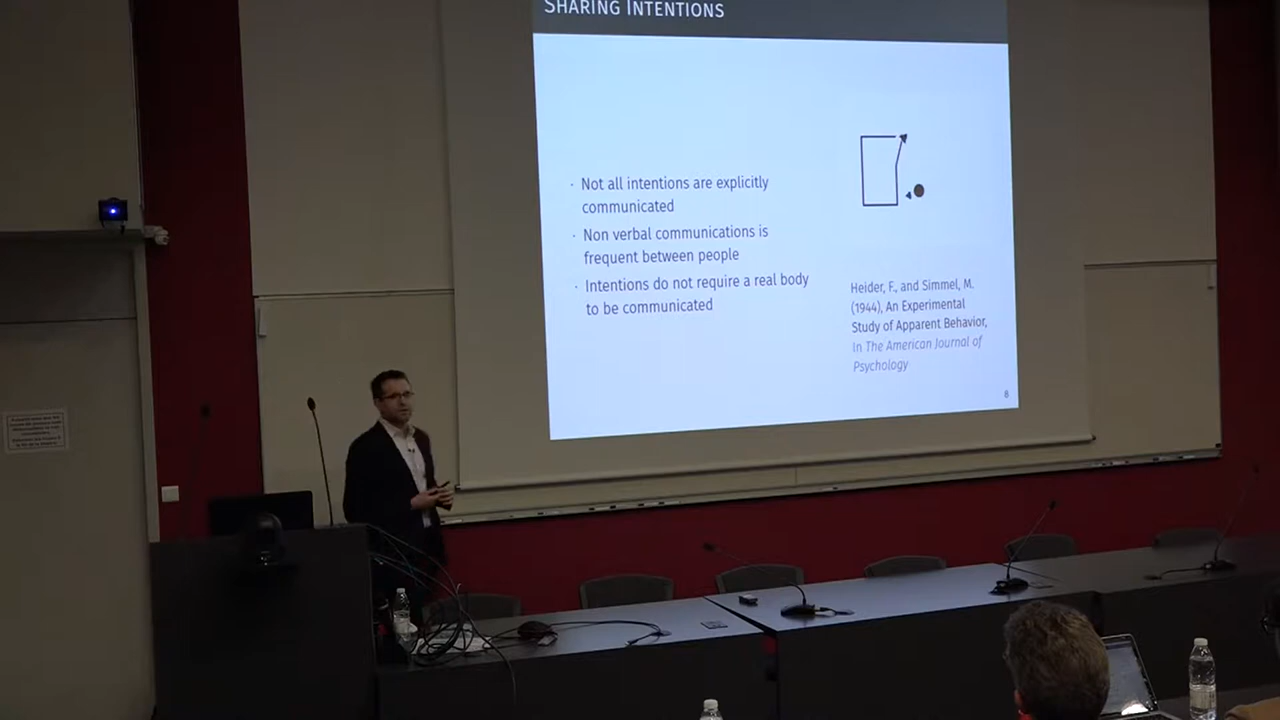 SHARING INTENTIONS
· Not all intentions are explicitly
communicated
· Non verbal communications is
frequent between people
· Intentions do not require a real body
to be communicated
Heider, F., and Simmel, M.
(1944), An Experimental
Study of Apparent Behavior,
In The American Journal of
Psychology
8